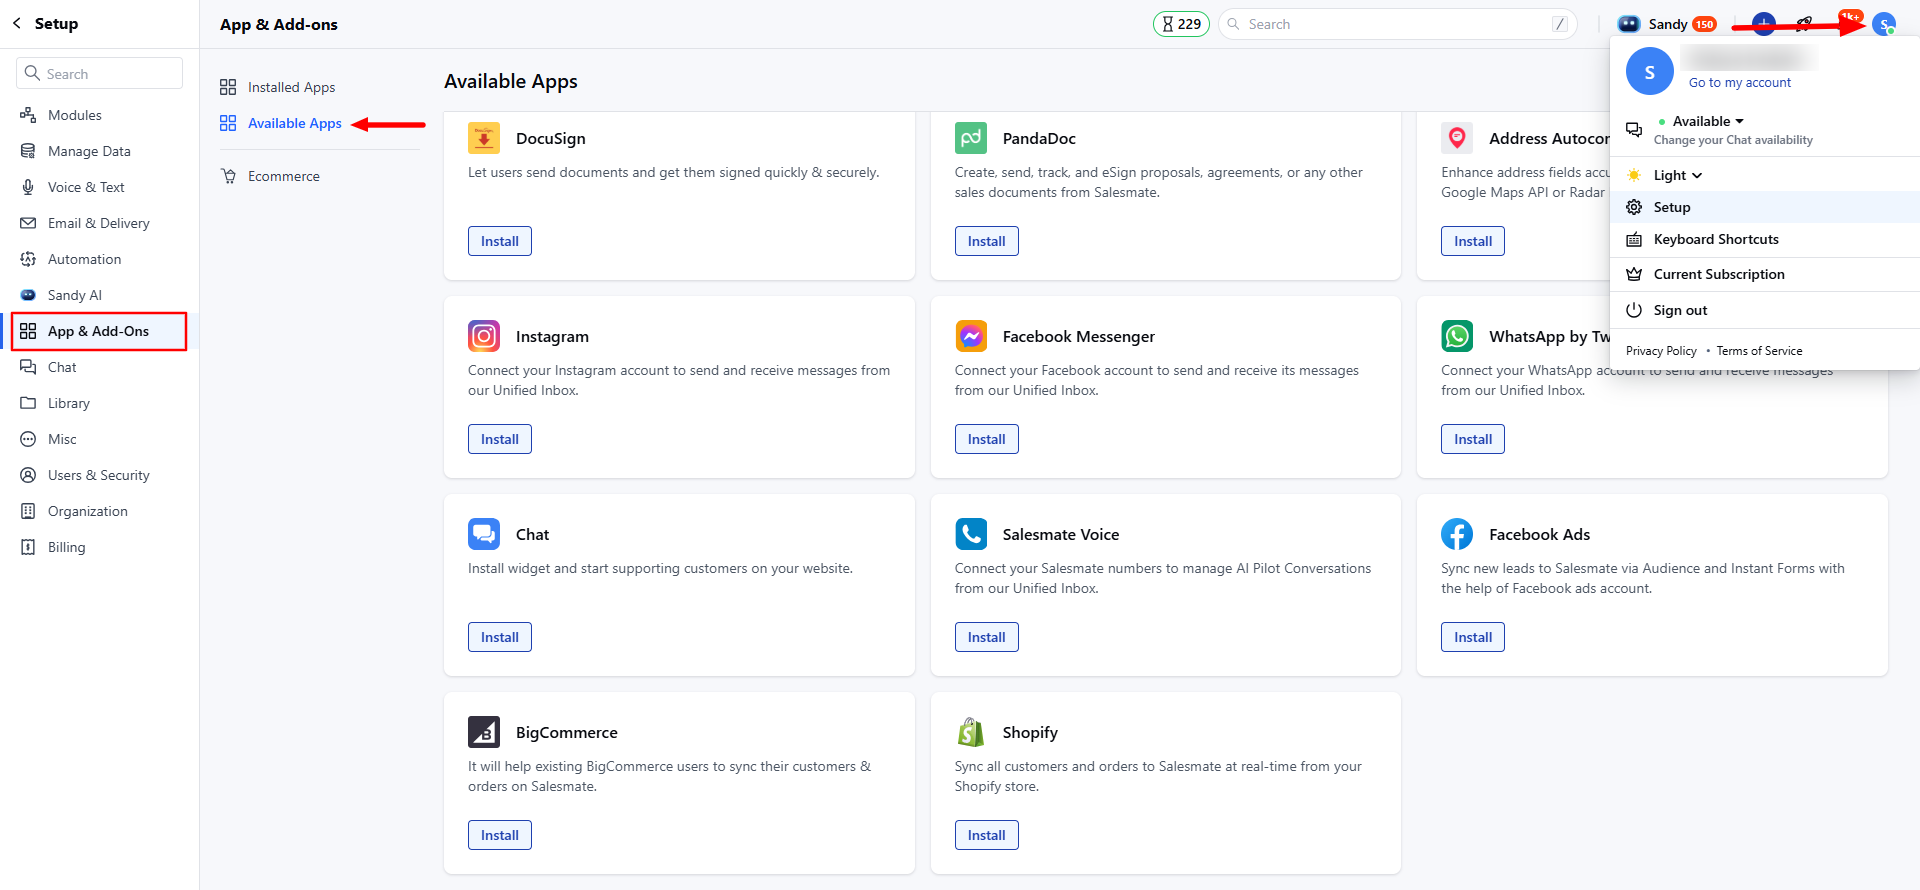 Setup
App & Add-ons
229
Search
/
Sandy 150
1k+
S
Search
Modules
Manage Data
Voice & Text
Email & Delivery
Automation
Sandy AI
App & Add-Ons
Chat
Library
Misc
Users & Security
Organization
Billing
Installed Apps
Available Apps
Ecommerce
Available Apps
DocuSign
Let users send documents and get them signed quickly & securely.
Install
PandaDoc
Create, send, track, and eSign proposals, agreements, or any other
sales documents from Salesmate.
Install
Address Autocor
Enhance address fields accu
Google Maps API or Radar
Install
Instagram
Connect your Instagram account to send and receive messages from
our Unified Inbox.
Install
Facebook Messenger
Connect your Facebook account to send and receive its messages
from our Unified Inbox.
Install
WhatsApp by Tw
Connect your WhatsApp account to send and receive messages
from our Unified Inbox.
Install
Chat
Install widget and start supporting customers on your website.
Install
Salesmate Voice
Connect your Salesmate numbers to manage AI Pilot Conversations
from our Unified Inbox.
Install
Facebook Ads
Sync new leads to Salesmate via Audience and Instant Forms with
the help of Facebook ads account.
Install
BigCommerce
It will help existing BigCommerce users to sync their customers &
orders on Salesmate.
Install
Shopify
Sync all customers and orders to Salesmate at real-time from your
Shopify store.
Install
S
Go to my account
Available
Change your Chat availability
Light
Setup
Keyboard Shortcuts
Current Subscription
Sign out
Privacy Policy • Terms of Service